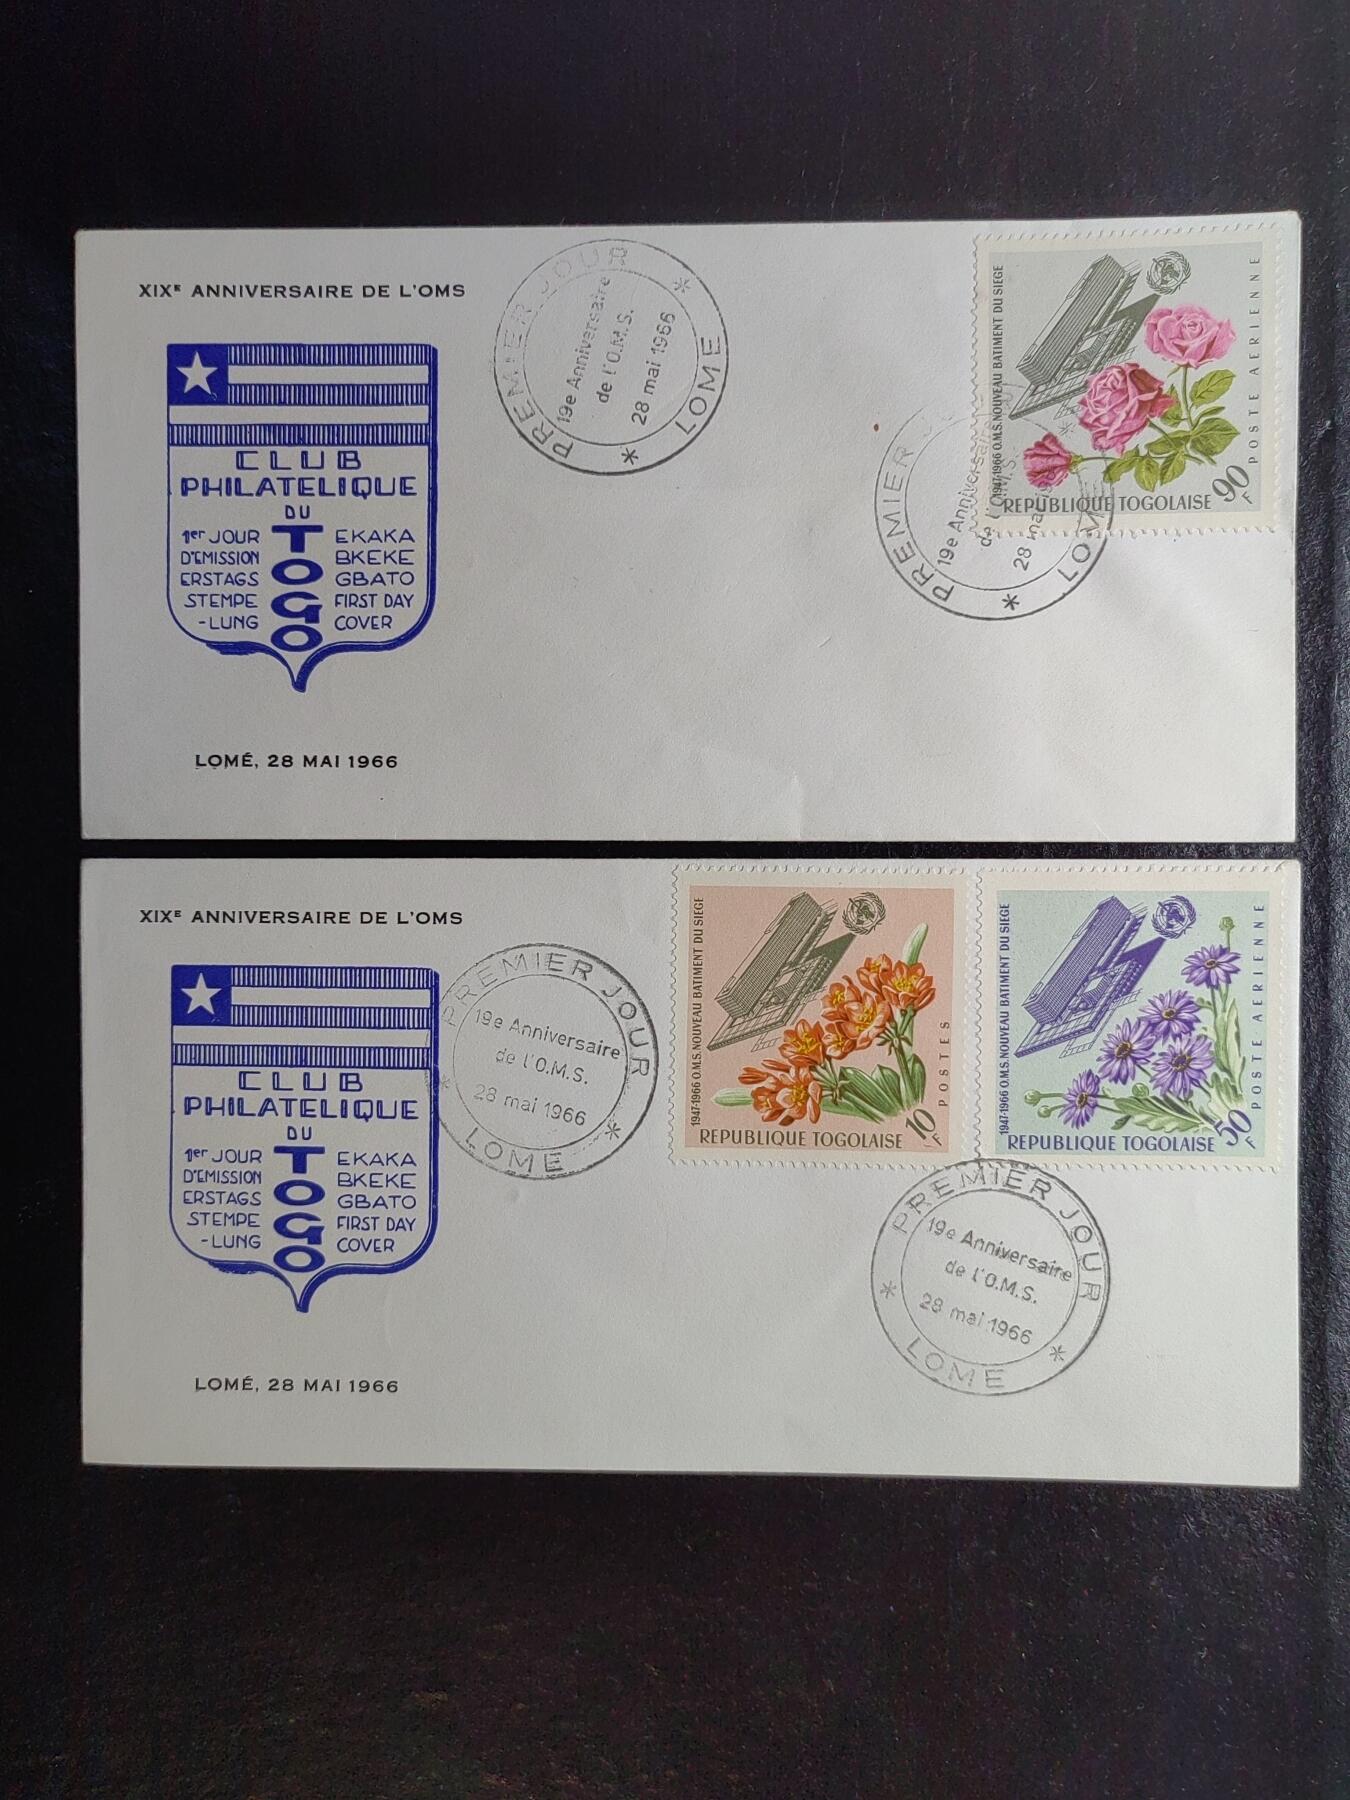 XIXE ANNIVERSAIRE DE L'OMS
CLUB
PHILATELIQUE
DU
TOGO
1er JOUR
D'EMISSION
ERSTAGS
STEMPE
-LUNG
EKAKA
BKEKE
GBATO
FIRST DAY
COVER
LOMÉ, 28 MAI 1966
PREMIER JOUR
19e Anniversaire
de l'O.M.S.
28 mai 1966
* LOME *
PREMIER JOUR
19e Anniversaire
de l'O.M.S.
28 mai
* LOME
1947-1966 O.M.S. NOUVEAU BATIMENT DU SIEGE
POSTE AERIENNE
90F
REPUBLIQUE TOGOLAISE
XIXE ANNIVERSAIRE DE L'OMS
CLUB
PHILATELIQUE
DU
TOGO
1er JOUR
D'EMISSION
ERSTAGS
STEMPE
-LUNG
EKAKA
BKEKE
GBATO
FIRST DAY
COVER
LOMÉ, 28 MAI 1966
PREMIER JOUR
19e Anniversaire
de l'O.M.S.
28 mai 1966
* LOME *
1947-1966 O.M.S. NOUVEAU BATIMENT DU SIEGE
POSTES
10F
REPUBLIQUE TOGOLAISE
1947-1966 O.M.S. NOUVEAU BATIMENT DU SIEGE
POSTE AERIENNE
50F
REPUBLIQUE TOGOLAISE
PREMIER JOUR
19e Anniversaire
de l'O.M.S.
28 mai 1966
* LOME *